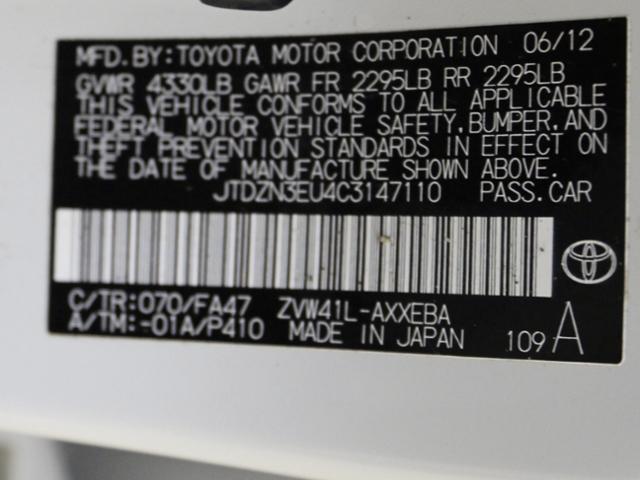 MFD.BY:TOYOTA MOTOR CORPORATION 06/12
GVWR 4330LB GAWR FR 2295LB RR 2295LB
THIS VEHICLE CONFORMS TO ALL APPLICABLE
FEDERAL MOTOR VEHICLE SAFETY,BUMPER,AND
THEFT PREVENTION STANDARDS IN EFFECT ON
THE DATE OF MANUFACTURE SHOWN ABOVE.
JTDZN3EU4C3147110 PASS.CAR
C/TR:070/FA47 ZVW41L-AXXEBA
A/TM:-01A/P410 MADE IN JAPAN 109 A